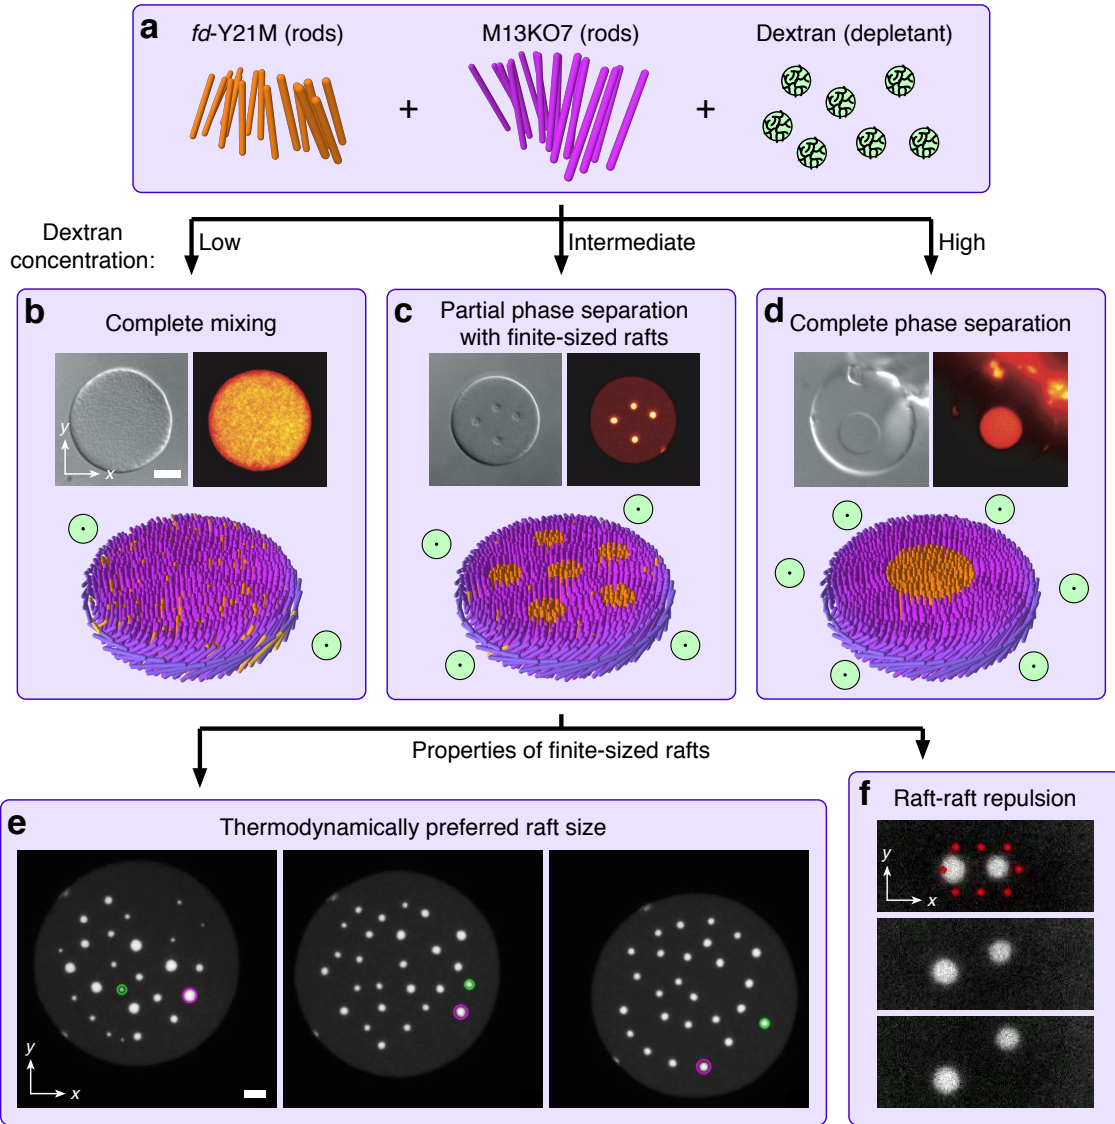 a
fd-Y21M (rods)
M13KO7 (rods)
Dextran (depletant)
+
+
Dextran
concentration:
Low
Intermediate
High
b
Complete mixing
y
x
c
Partial phase separation
with finite-sized rafts
d
Complete phase separation
Properties of finite-sized rafts
e
Thermodynamically preferred raft size
y
x
f
Raft-raft repulsion
y
x